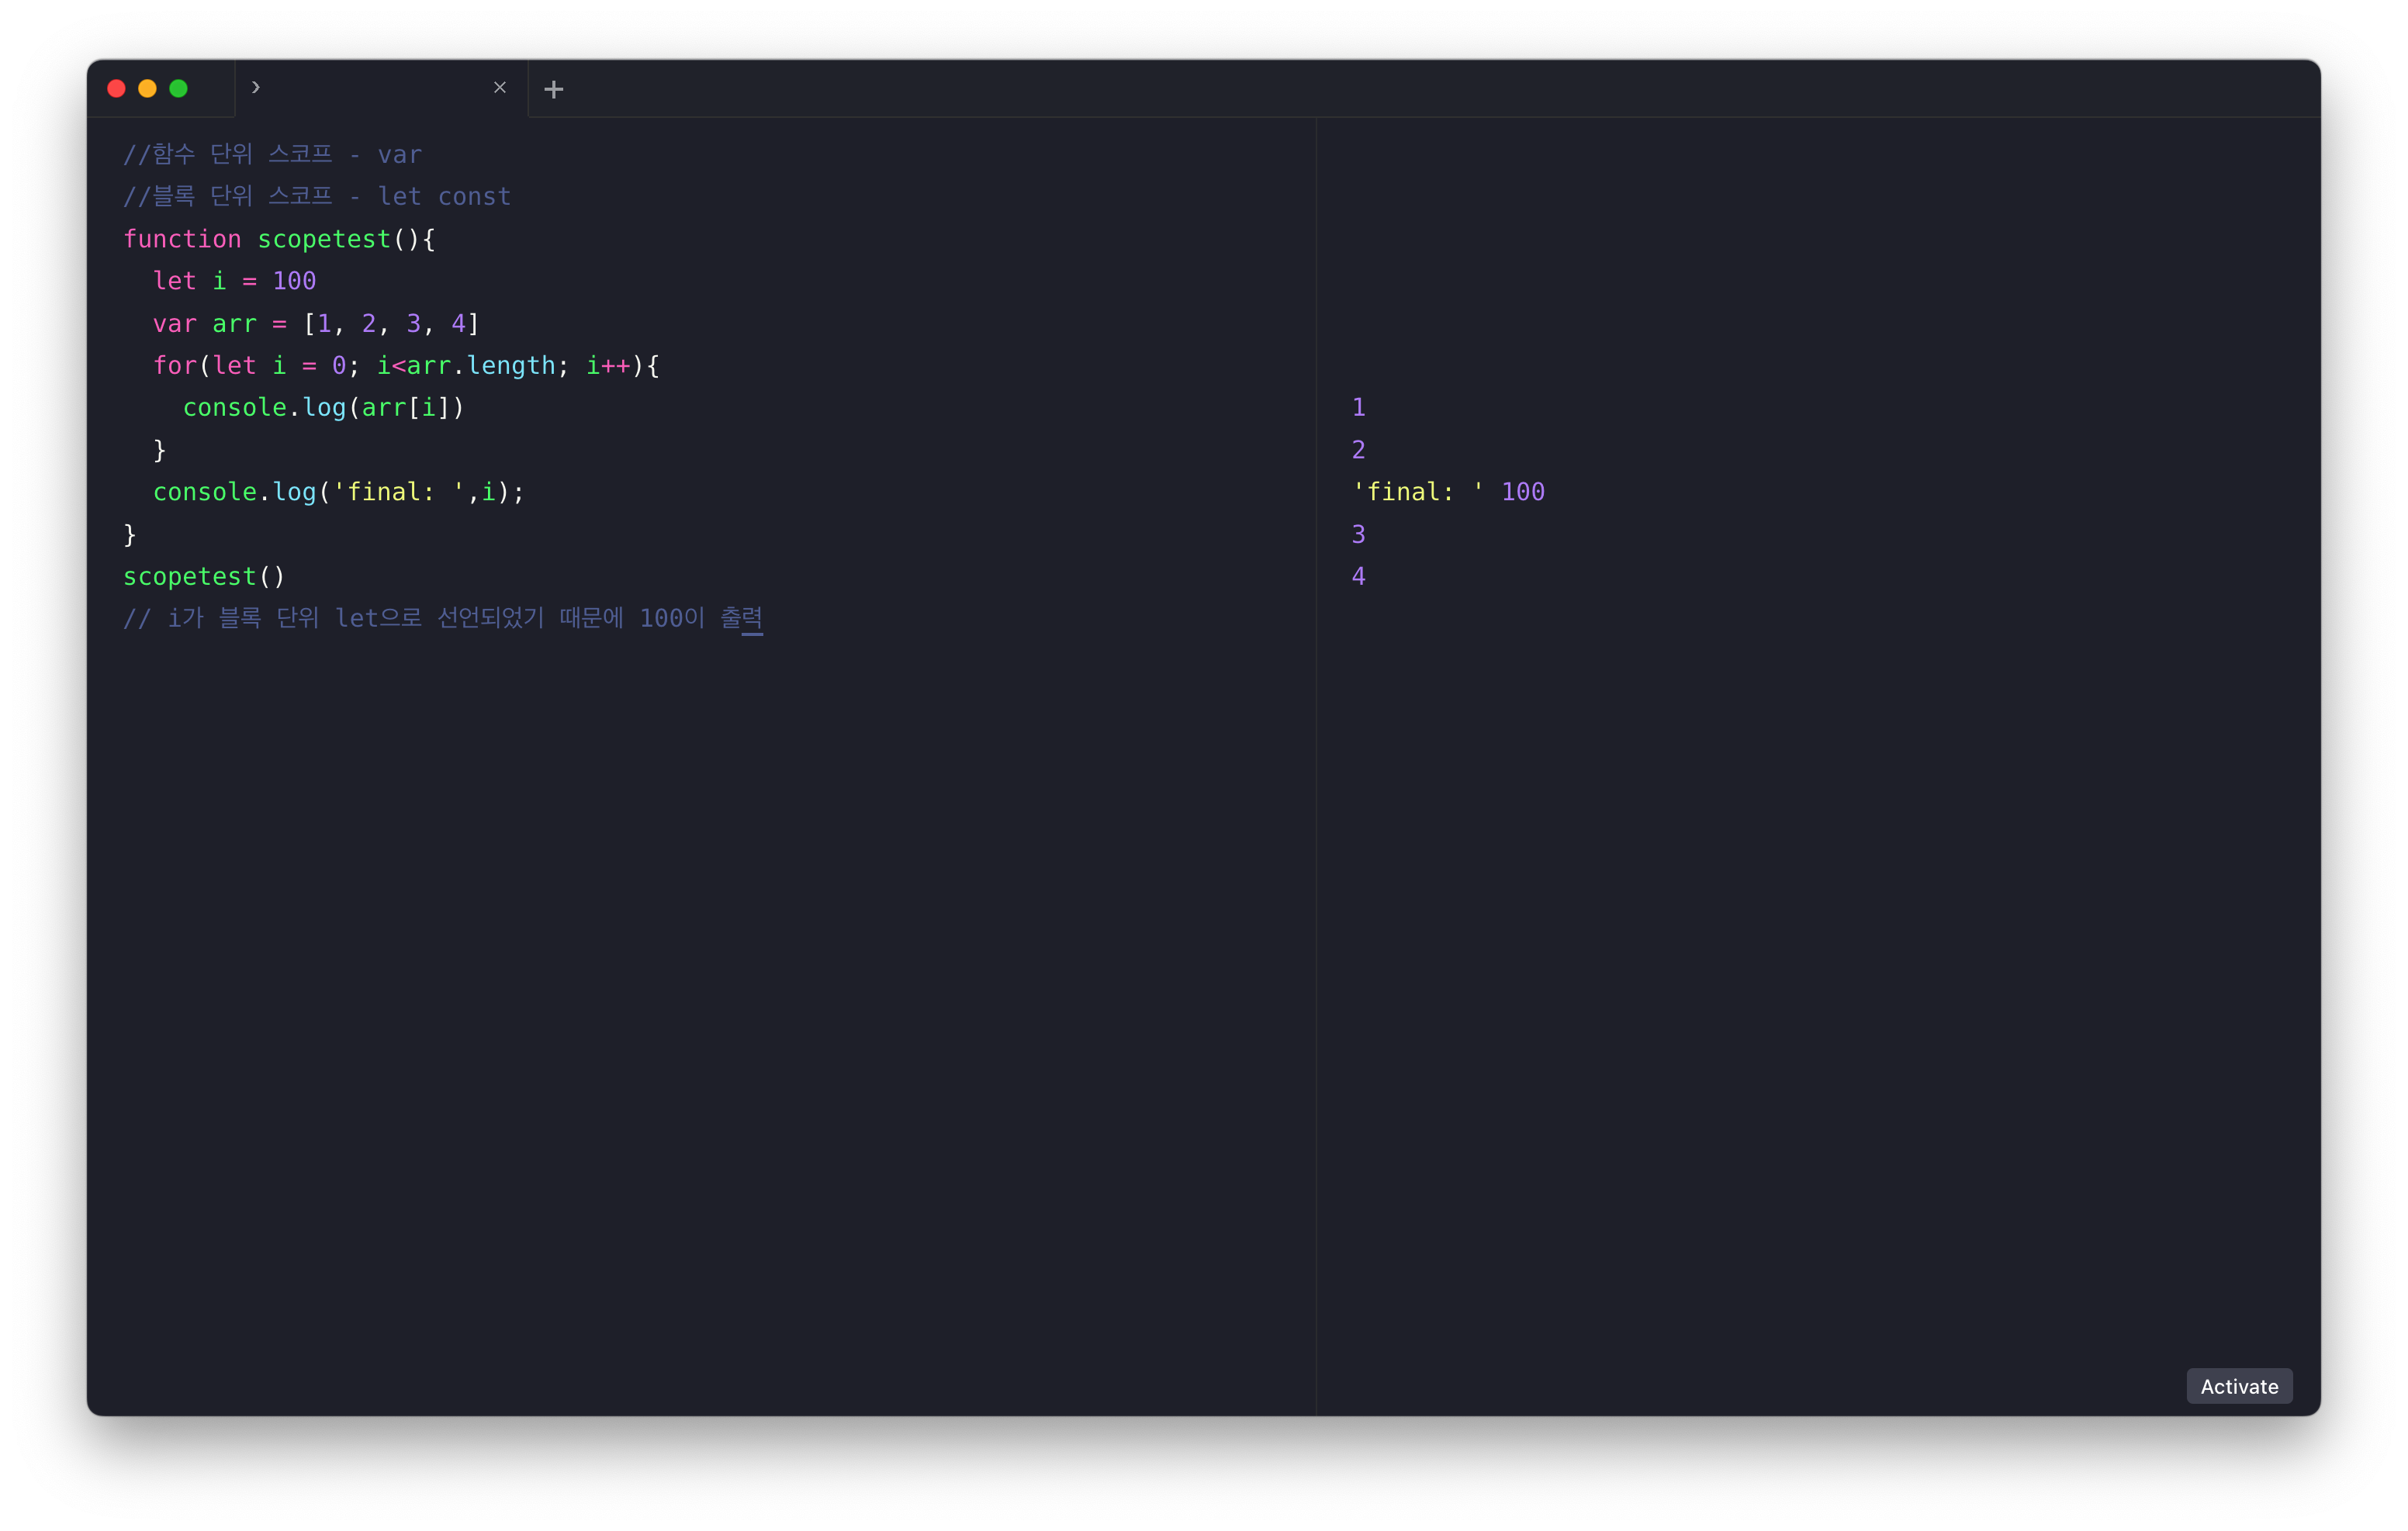 //함수 단위 스코프 - var
//블록 단위 스코프 - let const
function scopetest(){
  let i = 100
  var arr = [1, 2, 3, 4]
  for(let i = 0; i<arr.length; i++){
    console.log(arr[i])
  }
  console.log('final: ',i);
}
scopetest()
// i가 블록 단위 let으로 선언되었기 때문에 100이 출력
1
2
'final: ' 100
3
4
Activate